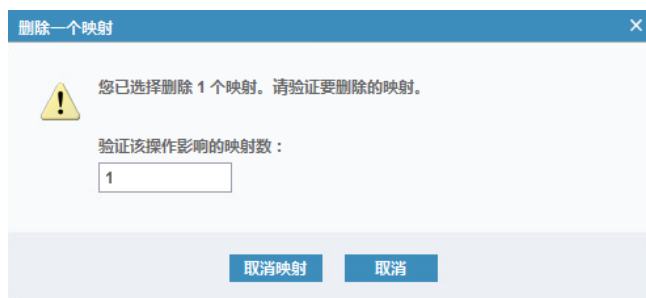 删除一个映射
您已选择删除 1 个映射。请验证要删除的映射。
验证该操作影响的映射数：
1
取消映射 取消